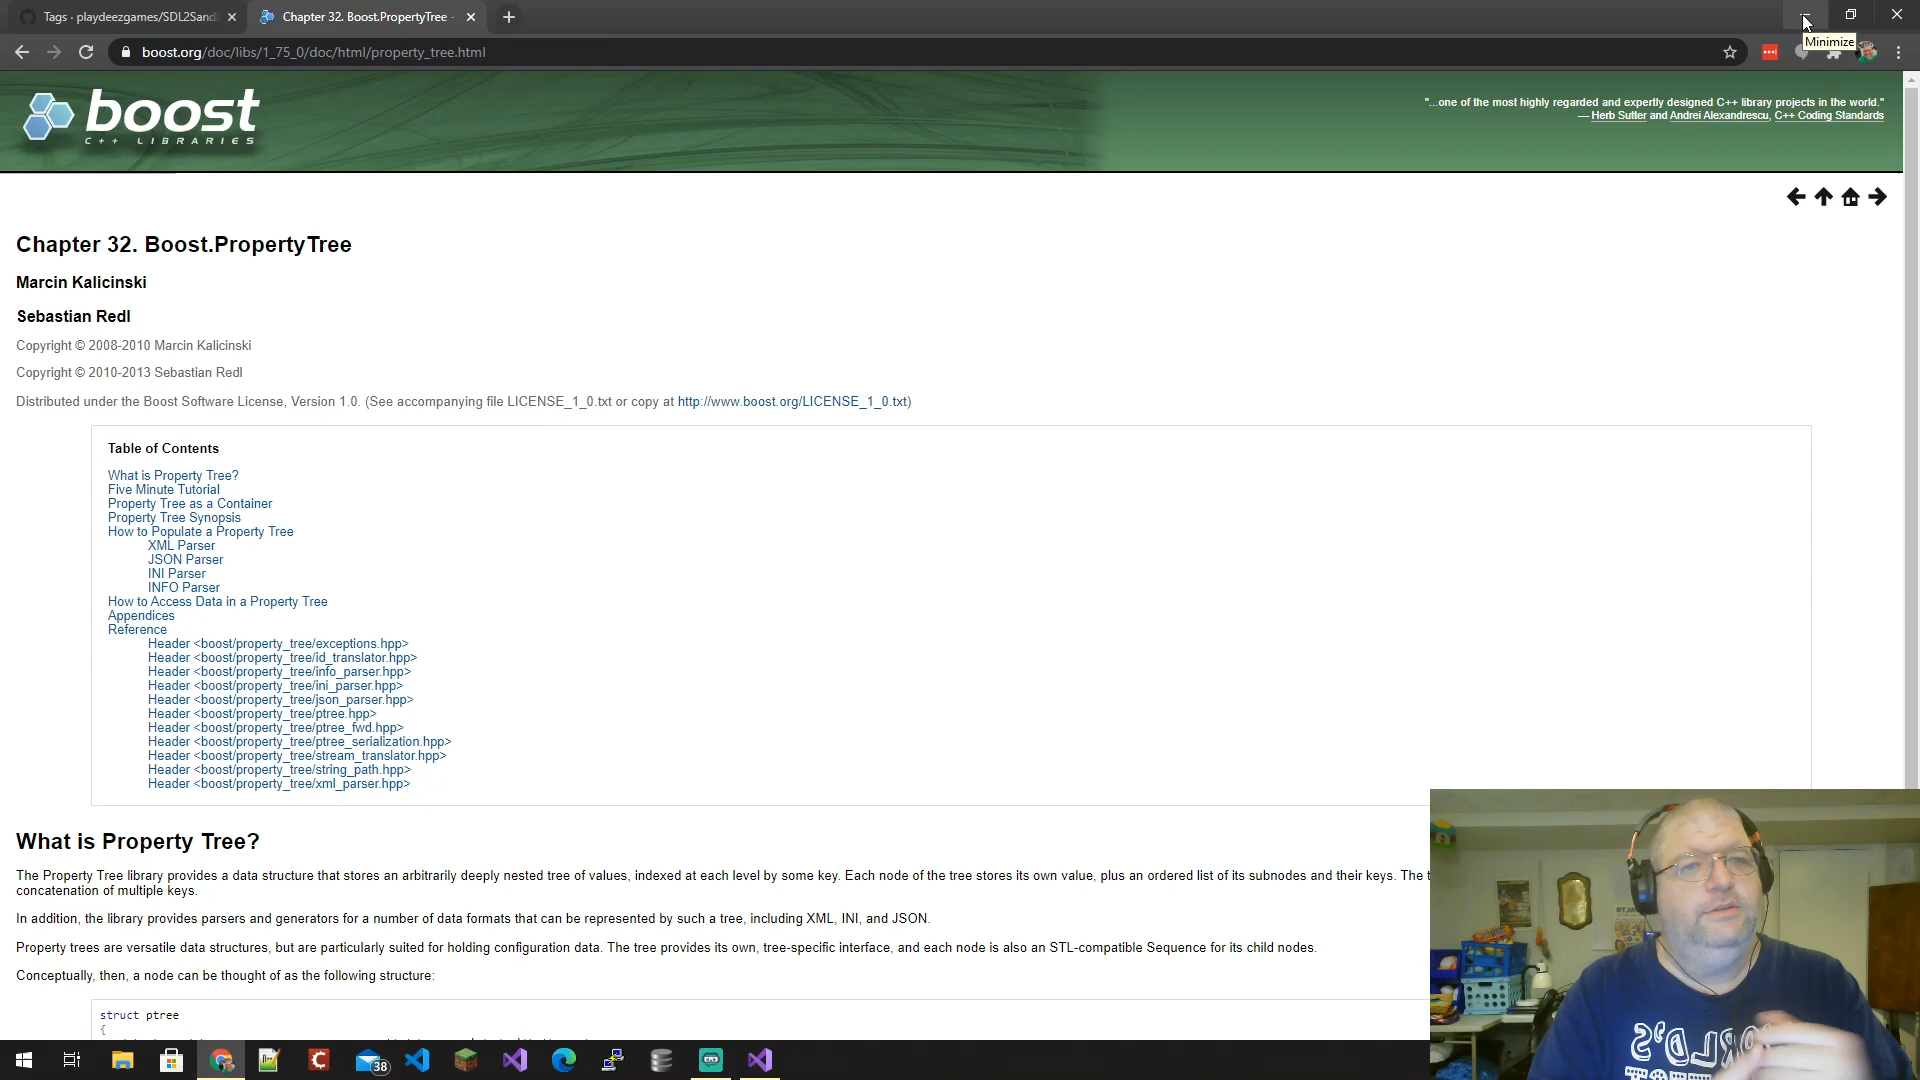 Tags · playdeezgames/SDL2Sand
Chapter 32. Boost.PropertyTree -
boost.org/doc/libs/1_75_0/doc/html/property_tree.html
Minimize
boost
C++ LIBRARIES
"...one of the most highly regarded and expertly designed C++ library projects in the world."
— Herb Sutter and Andrei Alexandrescu, C++ Coding Standards
Chapter 32. Boost.PropertyTree
Marcin Kalicinski
Sebastian Redl
Copyright © 2008-2010 Marcin Kalicinski
Copyright © 2010-2013 Sebastian Redl
Distributed under the Boost Software License, Version 1.0. (See accompanying file LICENSE_1_0.txt or copy at http://www.boost.org/LICENSE_1_0.txt)
Table of Contents
What is Property Tree?
Five Minute Tutorial
Property Tree as a Container
Property Tree Synopsis
How to Populate a Property Tree
XML Parser
JSON Parser
INI Parser
INFO Parser
How to Access Data in a Property Tree
Appendices
Reference
Header <boost/property_tree/exceptions.hpp>
Header <boost/property_tree/id_translator.hpp>
Header <boost/property_tree/info_parser.hpp>
Header <boost/property_tree/ini_parser.hpp>
Header <boost/property_tree/json_parser.hpp>
Header <boost/property_tree/ptree.hpp>
Header <boost/property_tree/ptree_fwd.hpp>
Header <boost/property_tree/ptree_serialization.hpp>
Header <boost/property_tree/stream_translator.hpp>
Header <boost/property_tree/string_path.hpp>
Header <boost/property_tree/xml_parser.hpp>
What is Property Tree?
The Property Tree library provides a data structure that stores an arbitrarily deeply nested tree of values, indexed at each level by some key. Each node of the tree stores its own value, plus an ordered list of its subnodes and their keys. The t
concatenation of multiple keys.
In addition, the library provides parsers and generators for a number of data formats that can be represented by such a tree, including XML, INI, and JSON.
Property trees are versatile data structures, but are particularly suited for holding configuration data. The tree provides its own, tree-specific interface, and each node is also an STL-compatible Sequence for its child nodes.
Conceptually, then, a node can be thought of as the following structure:
struct ptree
{
38
WORLD'S